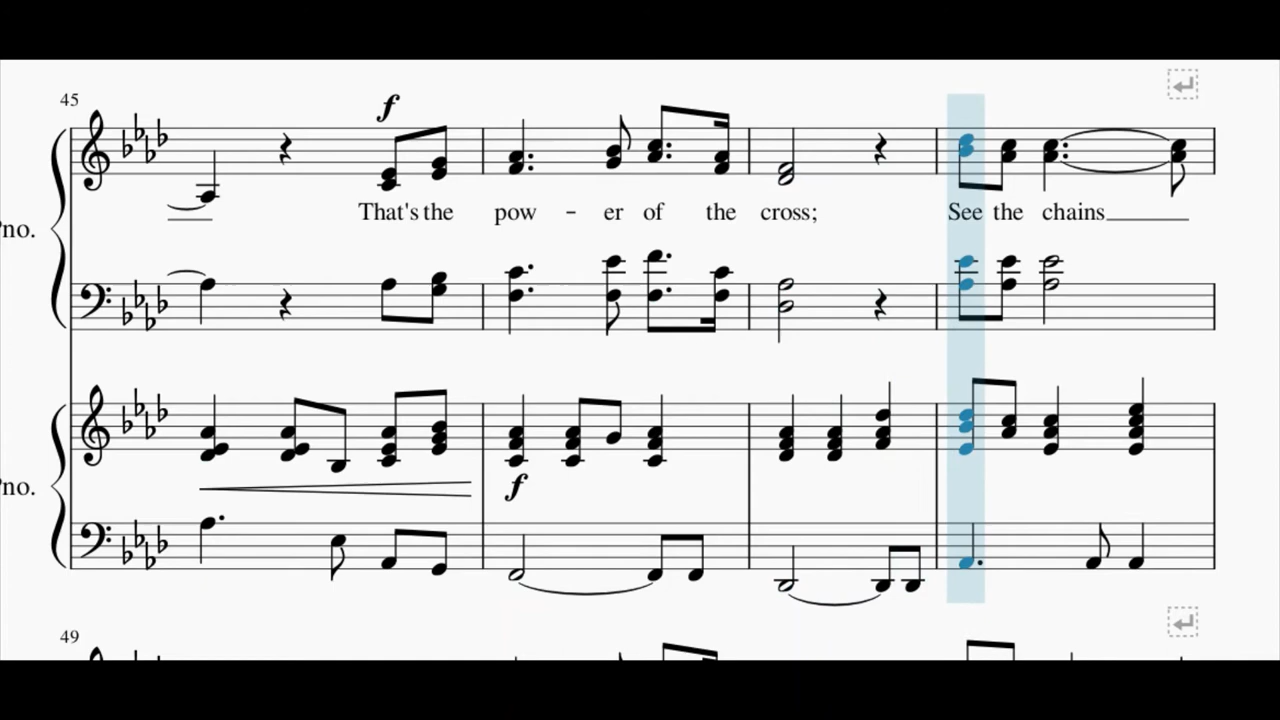 45
f
That's the pow - er of the cross; See the chains
no.
f
no.
49